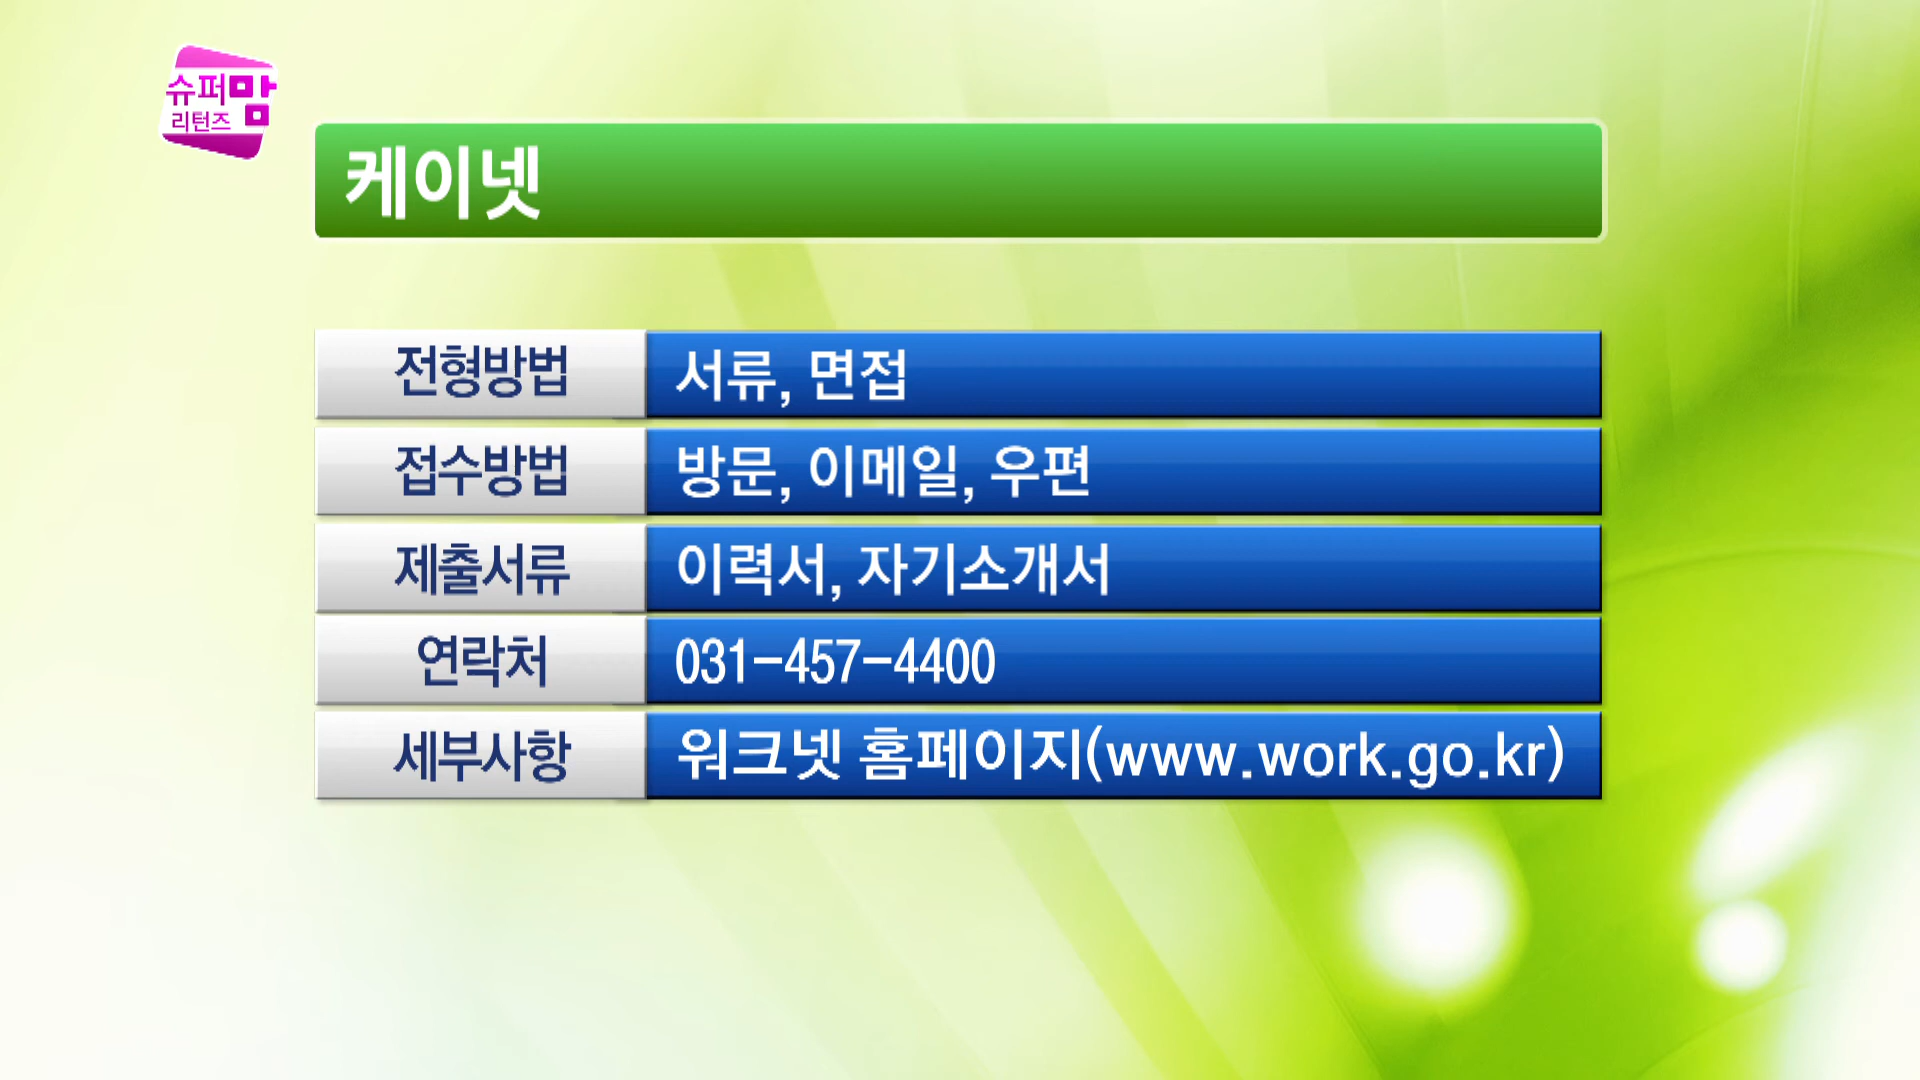 슈퍼맘
리턴즈
케이넷
전형방법 서류, 면접
접수방법 방문, 이메일, 우편
제출서류 이력서, 자기소개서
연락처 031-457-4400
세부사항 워크넷 홈페이지(www.work.go.kr)